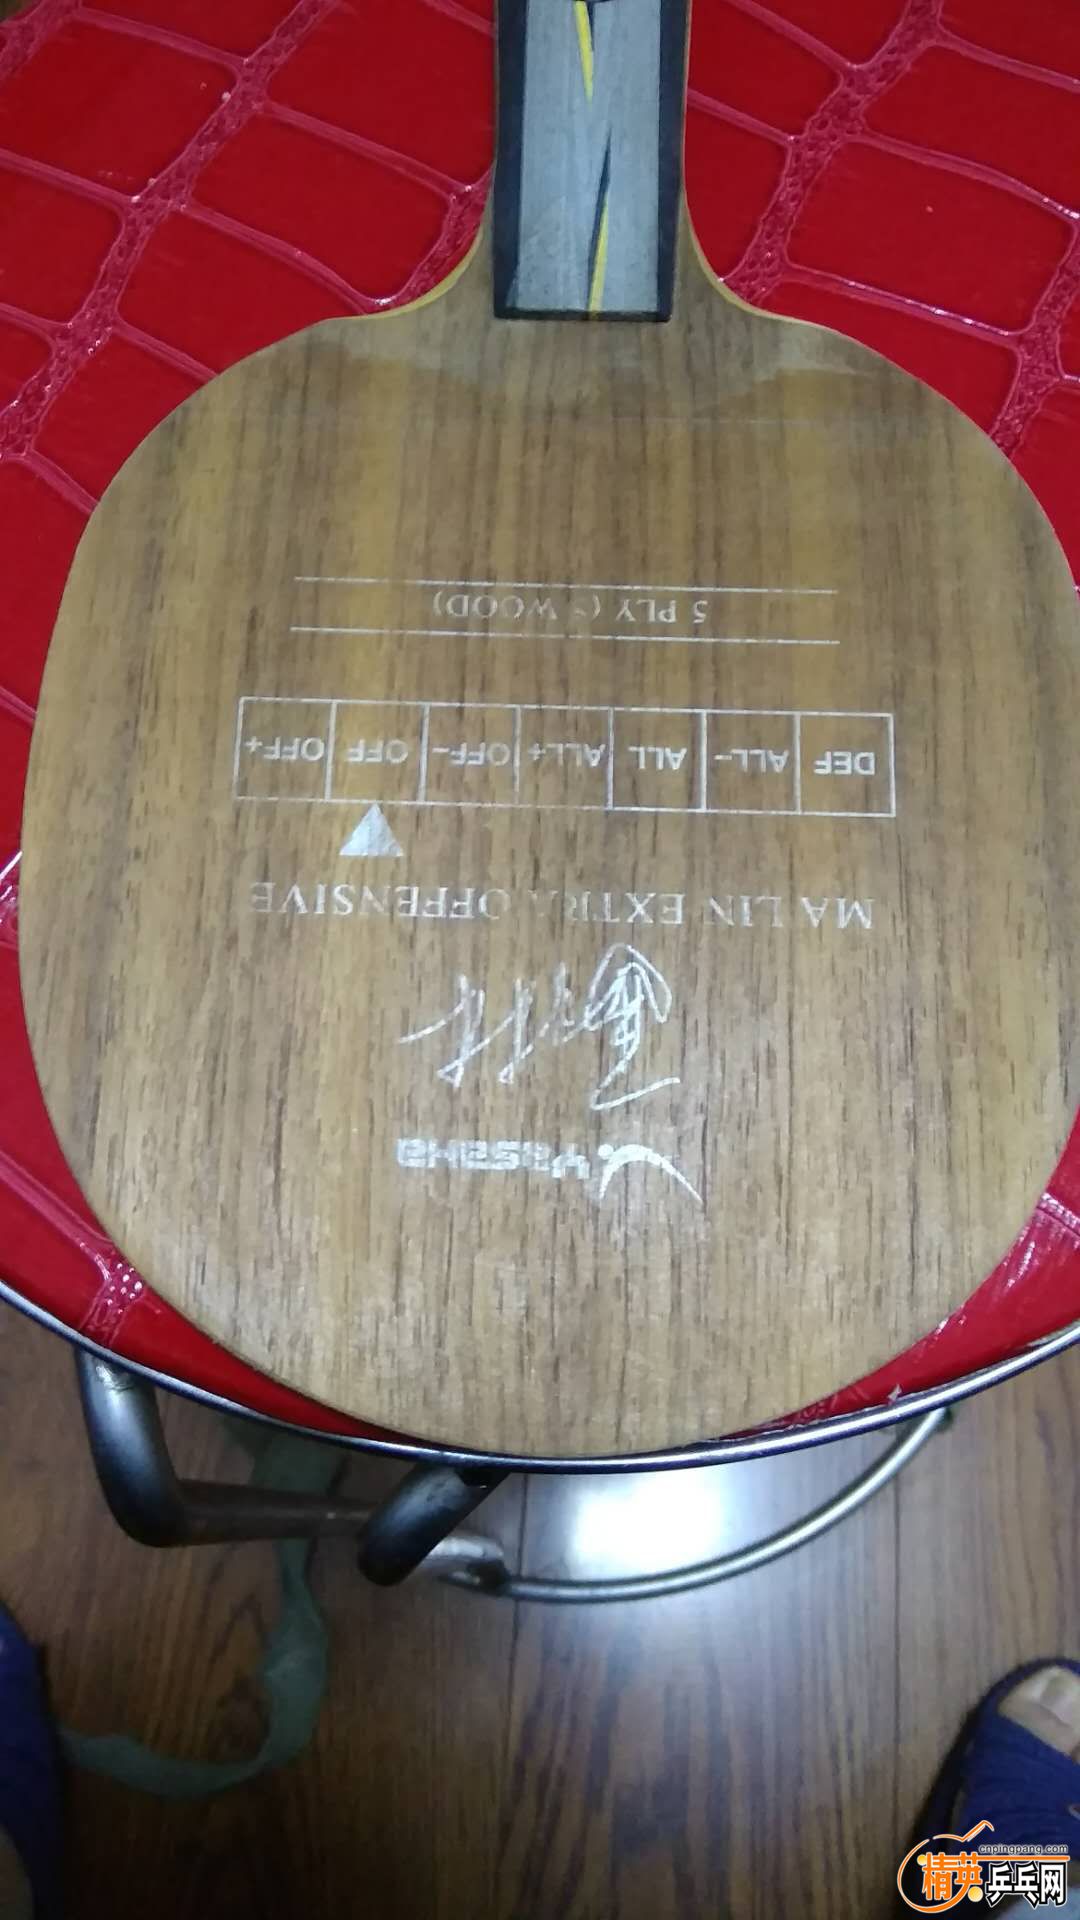 Yasaka
MA LIN EXTRA OFFENSIVE
DEF ALL- ALL ALL+ OFF- OFF OFF+
5 PLY (5 WOOD)
cnpingpang.com
精英乒乓网